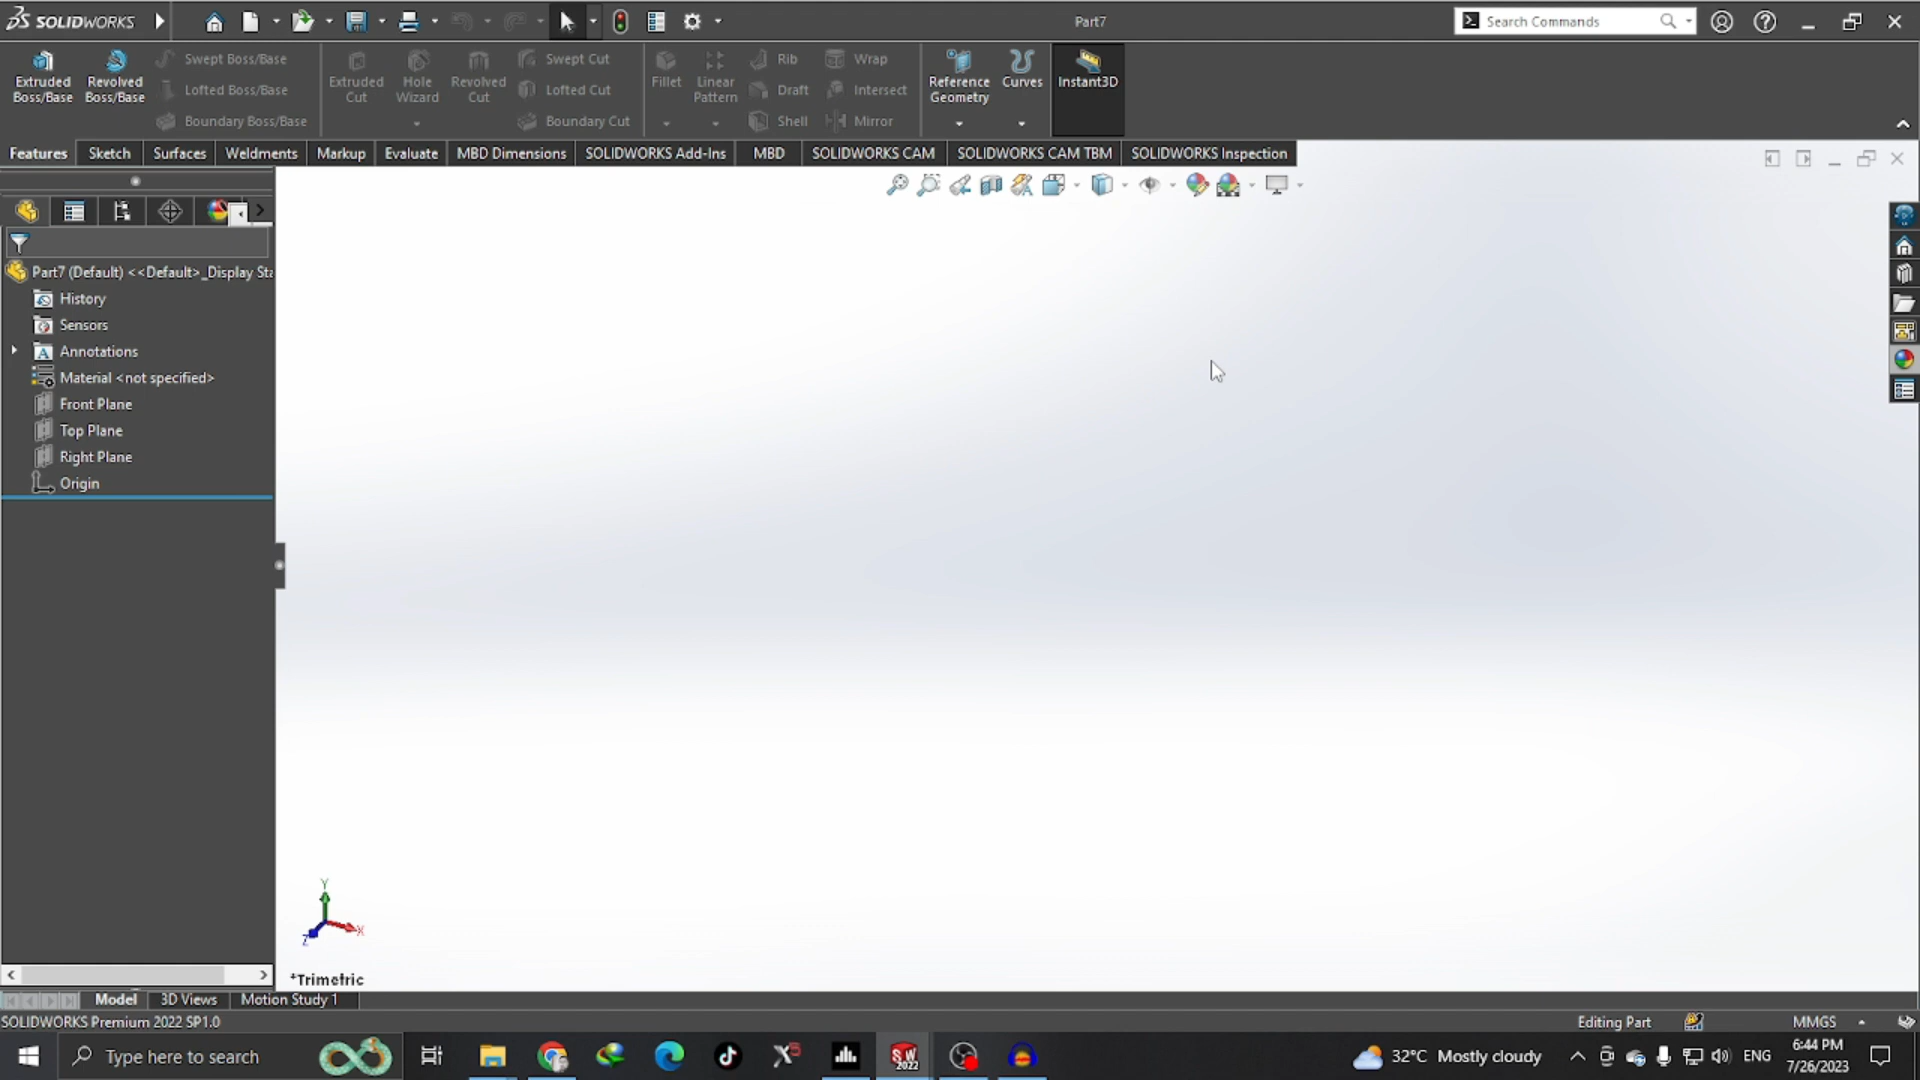 SOLIDWORKS
Part7
Search Commands
Extruded Boss/Base
Revolved Boss/Base
Swept Boss/Base
Lofted Boss/Base
Boundary Boss/Base
Extruded Cut
Hole Wizard
Revolved Cut
Swept Cut
Lofted Cut
Boundary Cut
Fillet
Linear Pattern
Rib
Draft
Shell
Wrap
Intersect
Mirror
Reference Geometry
Curves
Instant3D
Features Sketch Surfaces Weldments Markup Evaluate MBD Dimensions SOLIDWORKS Add-Ins MBD SOLIDWORKS CAM SOLIDWORKS CAM TBM SOLIDWORKS Inspection
Part7 (Default) <<Default>_Display Sta
History
Sensors
A Annotations
Material <not specified>
Front Plane
Top Plane
Right Plane
Origin
Y
X
Z
*Trimetric
Model 3D Views Motion Study 1
SOLIDWORKS Premium 2022 SP1.0
Editing Part
MMGS
Type here to search
SW 2022
32°C Mostly cloudy
ENG
6:44 PM
7/26/2023